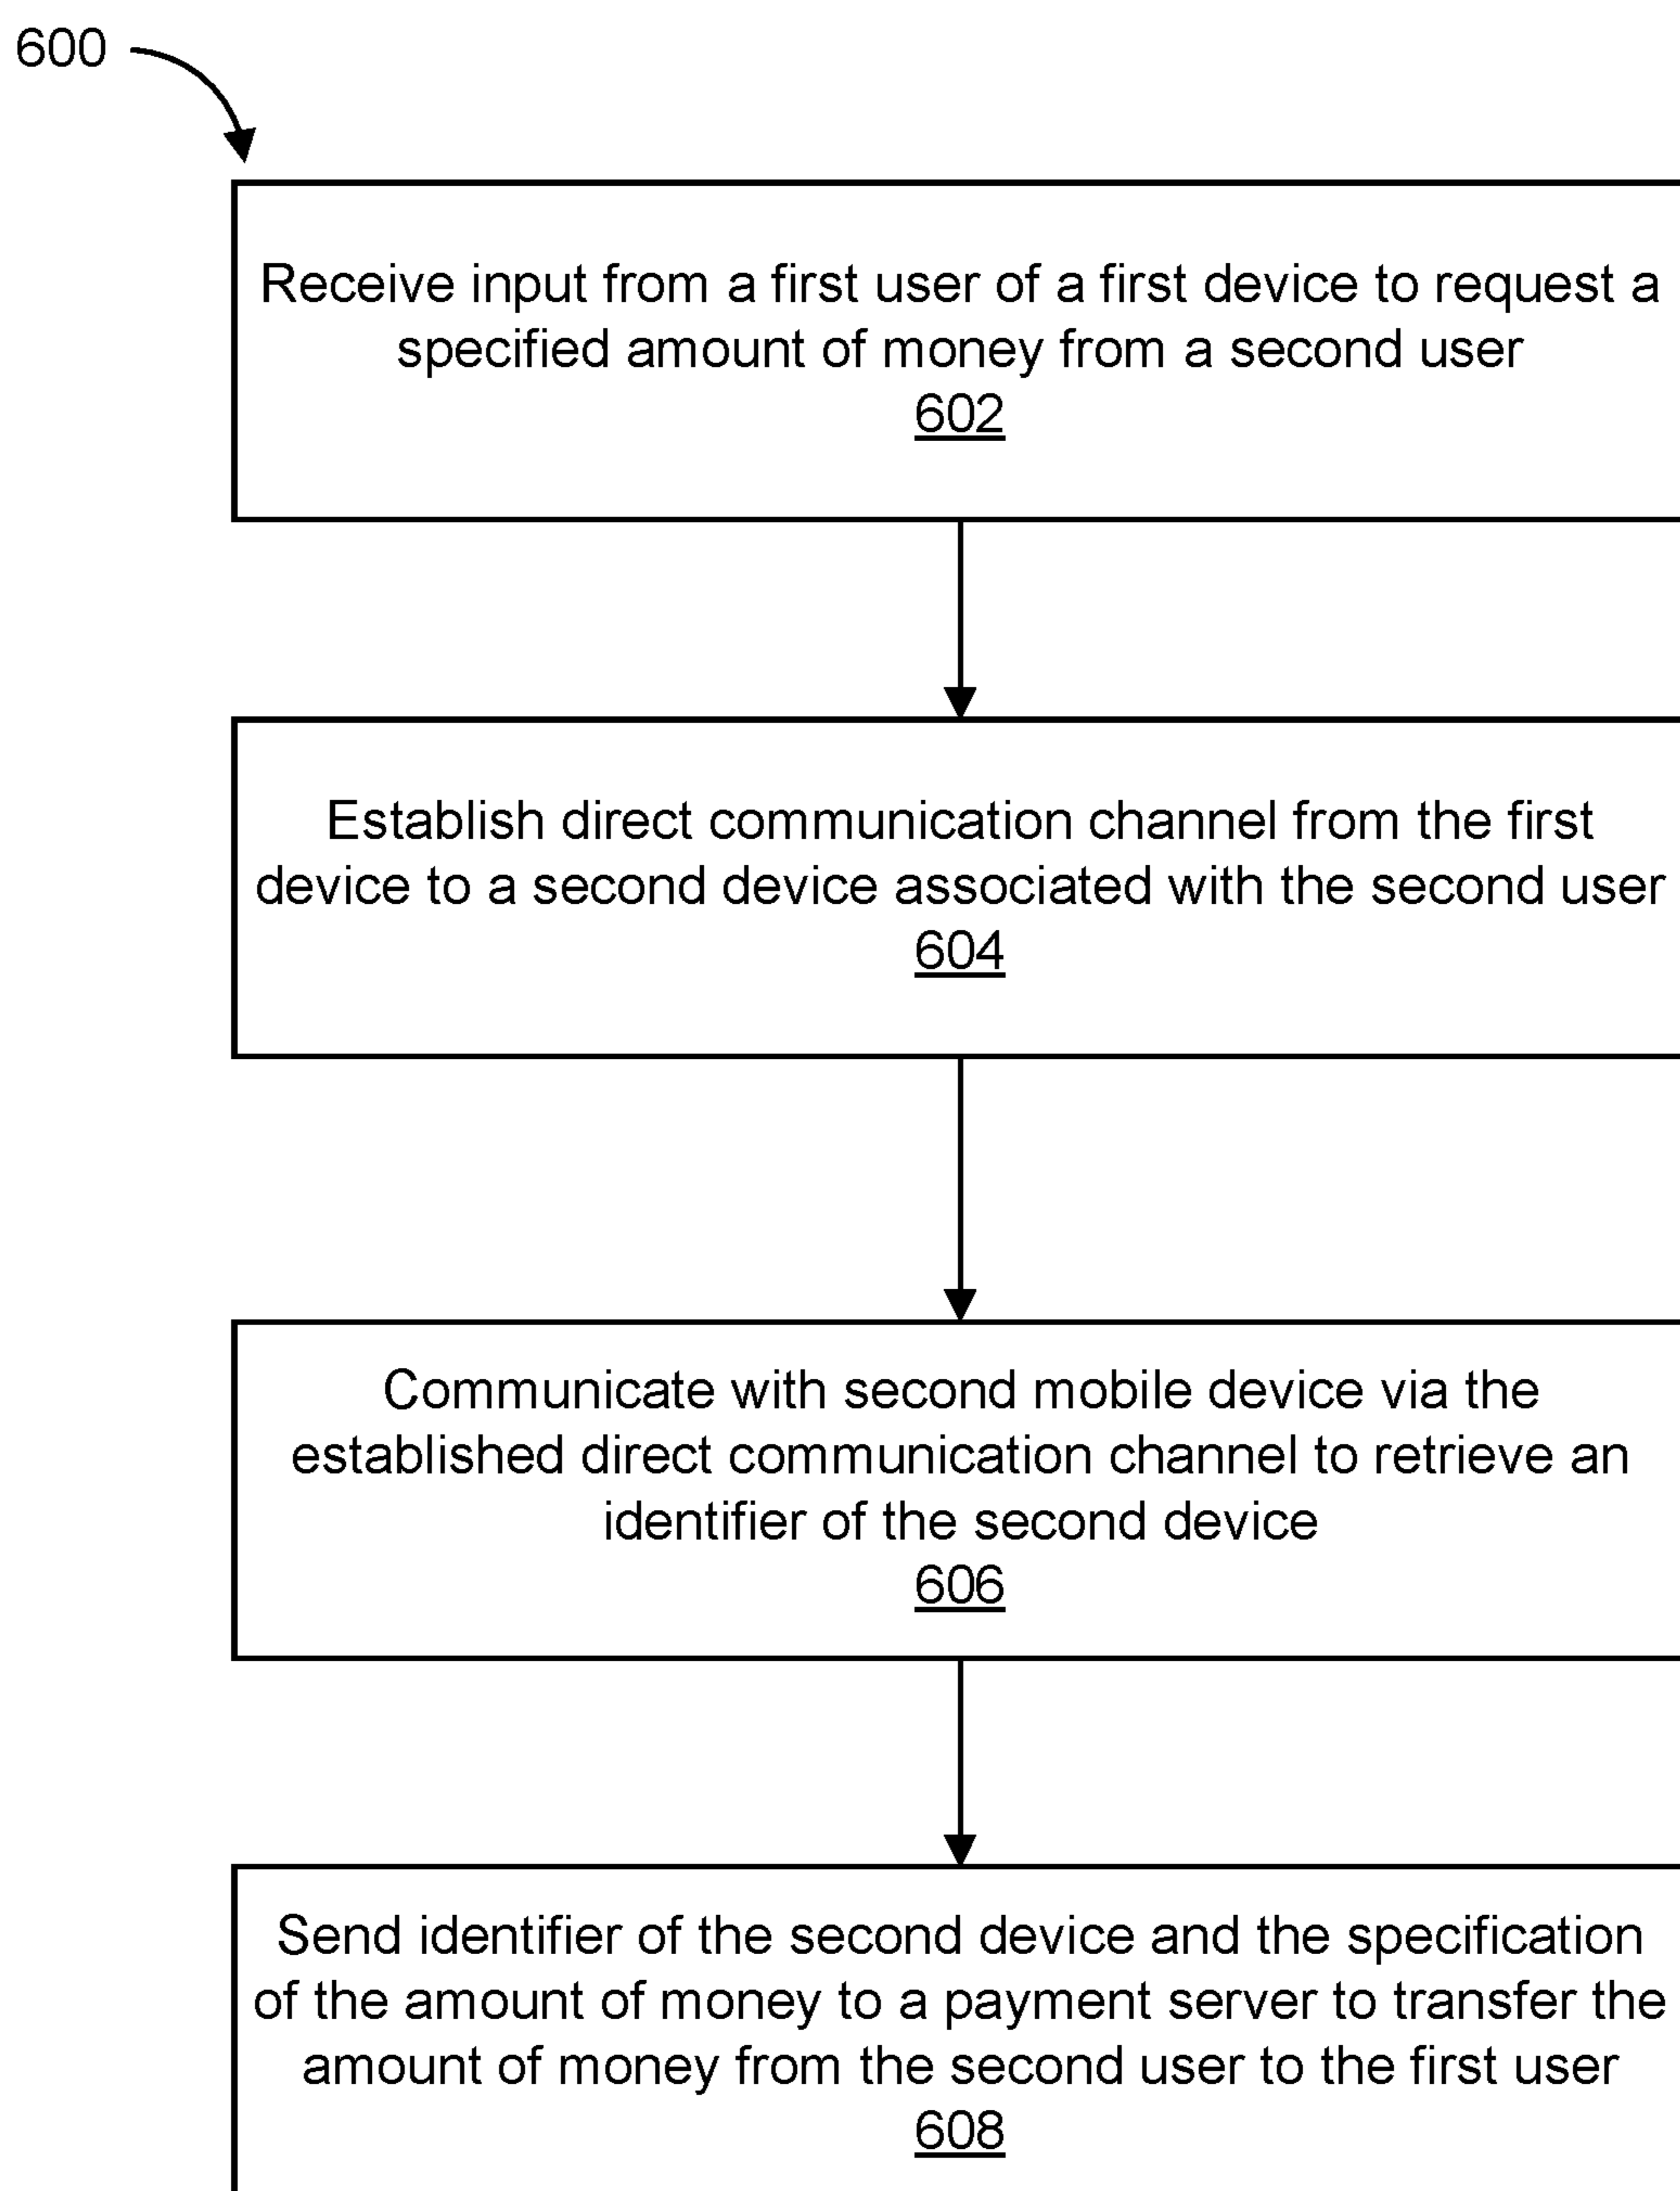 600
Receive input from a first user of a first device to request a
specified amount of money from a second user
602
Establish direct communication channel from the first
device to a second device associated with the second user
604
Communicate with second mobile device via the
established direct communication channel to retrieve an
identifier of the second device
606
Send identifier of the second device and the specification
of the amount of money to a payment server to transfer the
amount of money from the second user to the first user
608